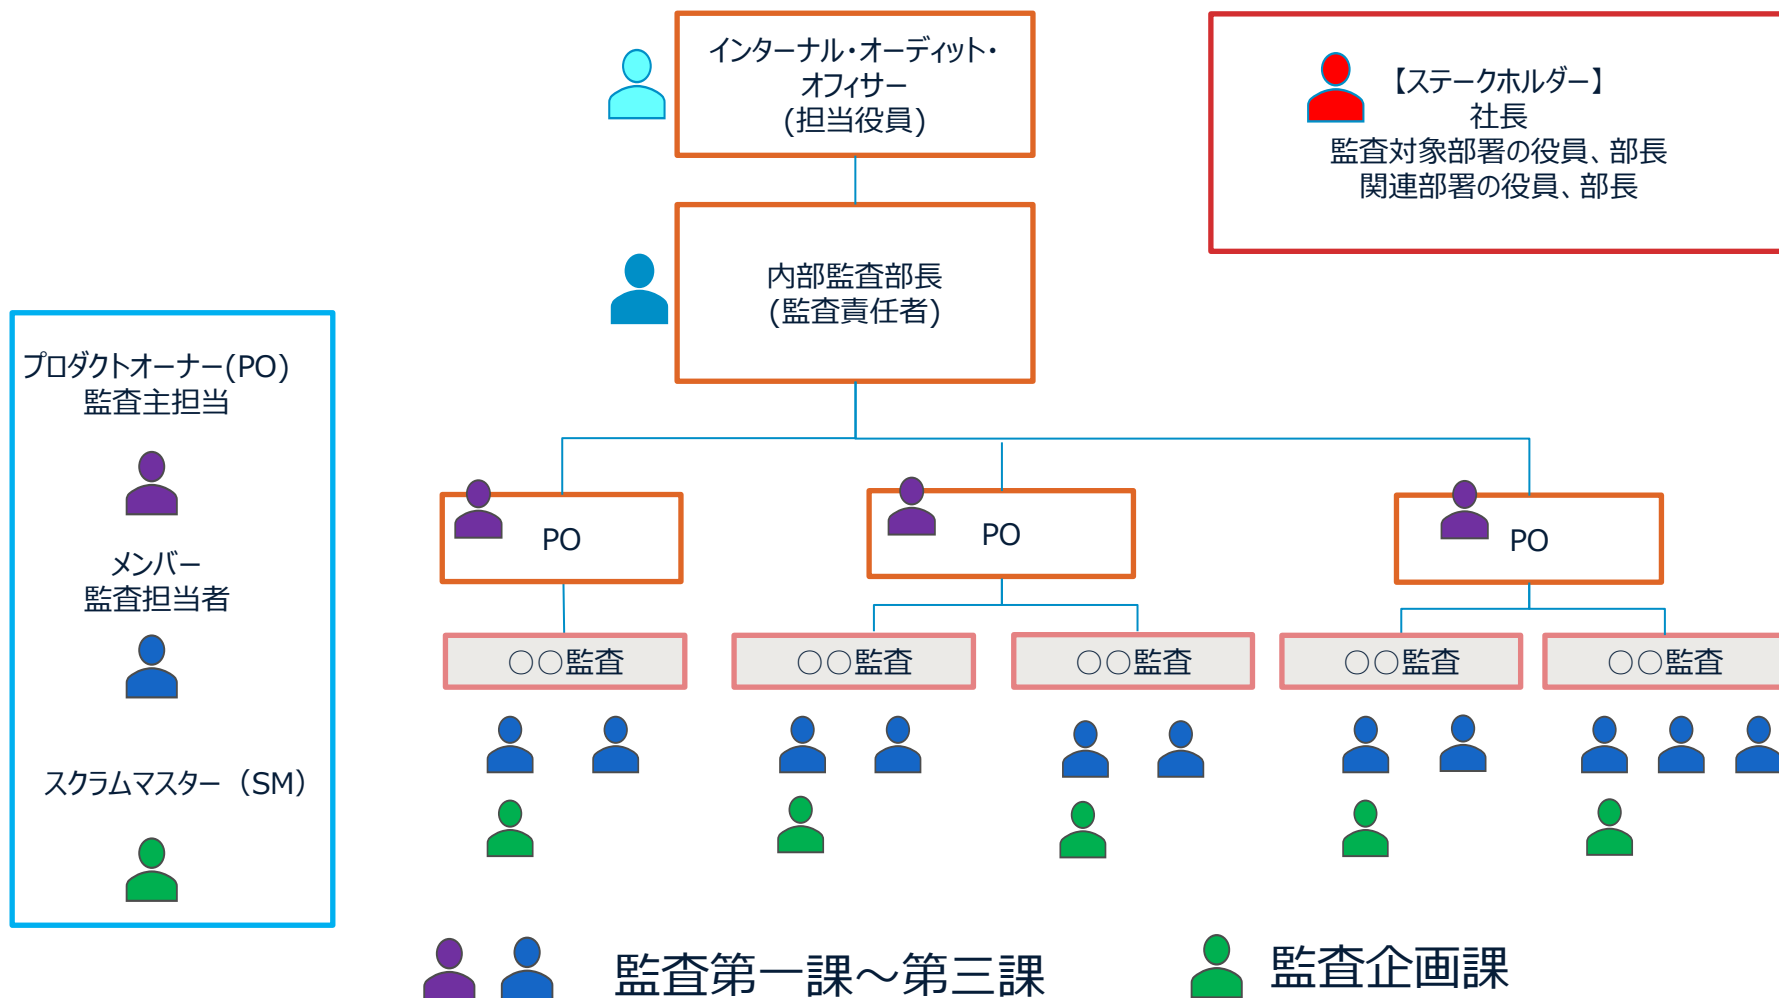 インターナル・オーディット・
オフィサー
(担当役員)
【ステークホルダー】
社長
監査対象部署の役員、部長
関連部署の役員、部長
内部監査部長
(監査責任者)
プロダクトオーナー(PO)
監査主担当
メンバー
監査担当者
スクラムマスター（SM）
PO
PO
PO
○○監査
○○監査
○○監査
○○監査
○○監査
監査第一課～第三課
監査企画課